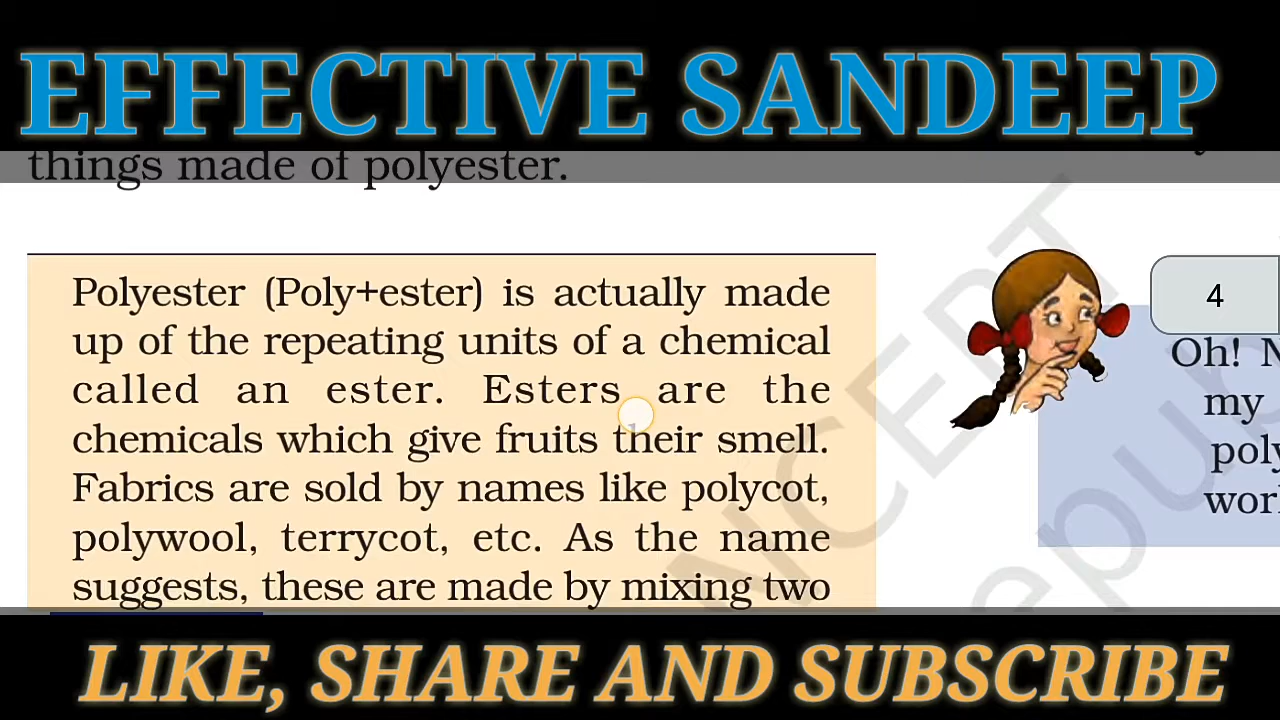 EFFECTIVE SANDEEP
things made of polyester.
Polyester (Poly+ester) is actually made
up of the repeating units of a chemical
called an ester. Esters are the
chemicals which give fruits their smell.
Fabrics are sold by names like polycot,
polywool, terrycot, etc. As the name
suggests, these are made by mixing two
4
Oh!
my
NCERT
LIKE, SHARE AND SUBSCRIBE